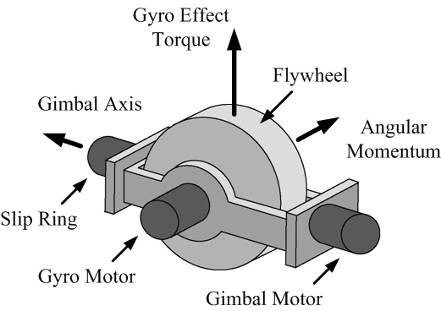 Gyro Effect
Torque
Flywheel
Gimbal Axis
Angular
Momentum
Slip Ring
Gyro Motor
Gimbal Motor